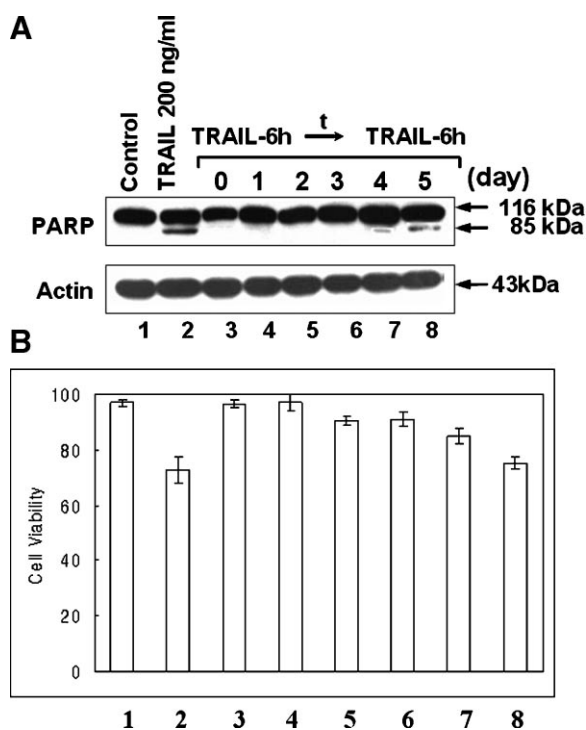 A
Control
TRAIL 200 ng/ml
t
TRAIL-6h → TRAIL-6h
0 1 2 3 4 5 (day)
PARP
116 kDa
85 kDa
Actin
43kDa
1 2 3 4 5 6 7 8
B
Cell Viability
100
80
60
40
20
0
1 2 3 4 5 6 7 8